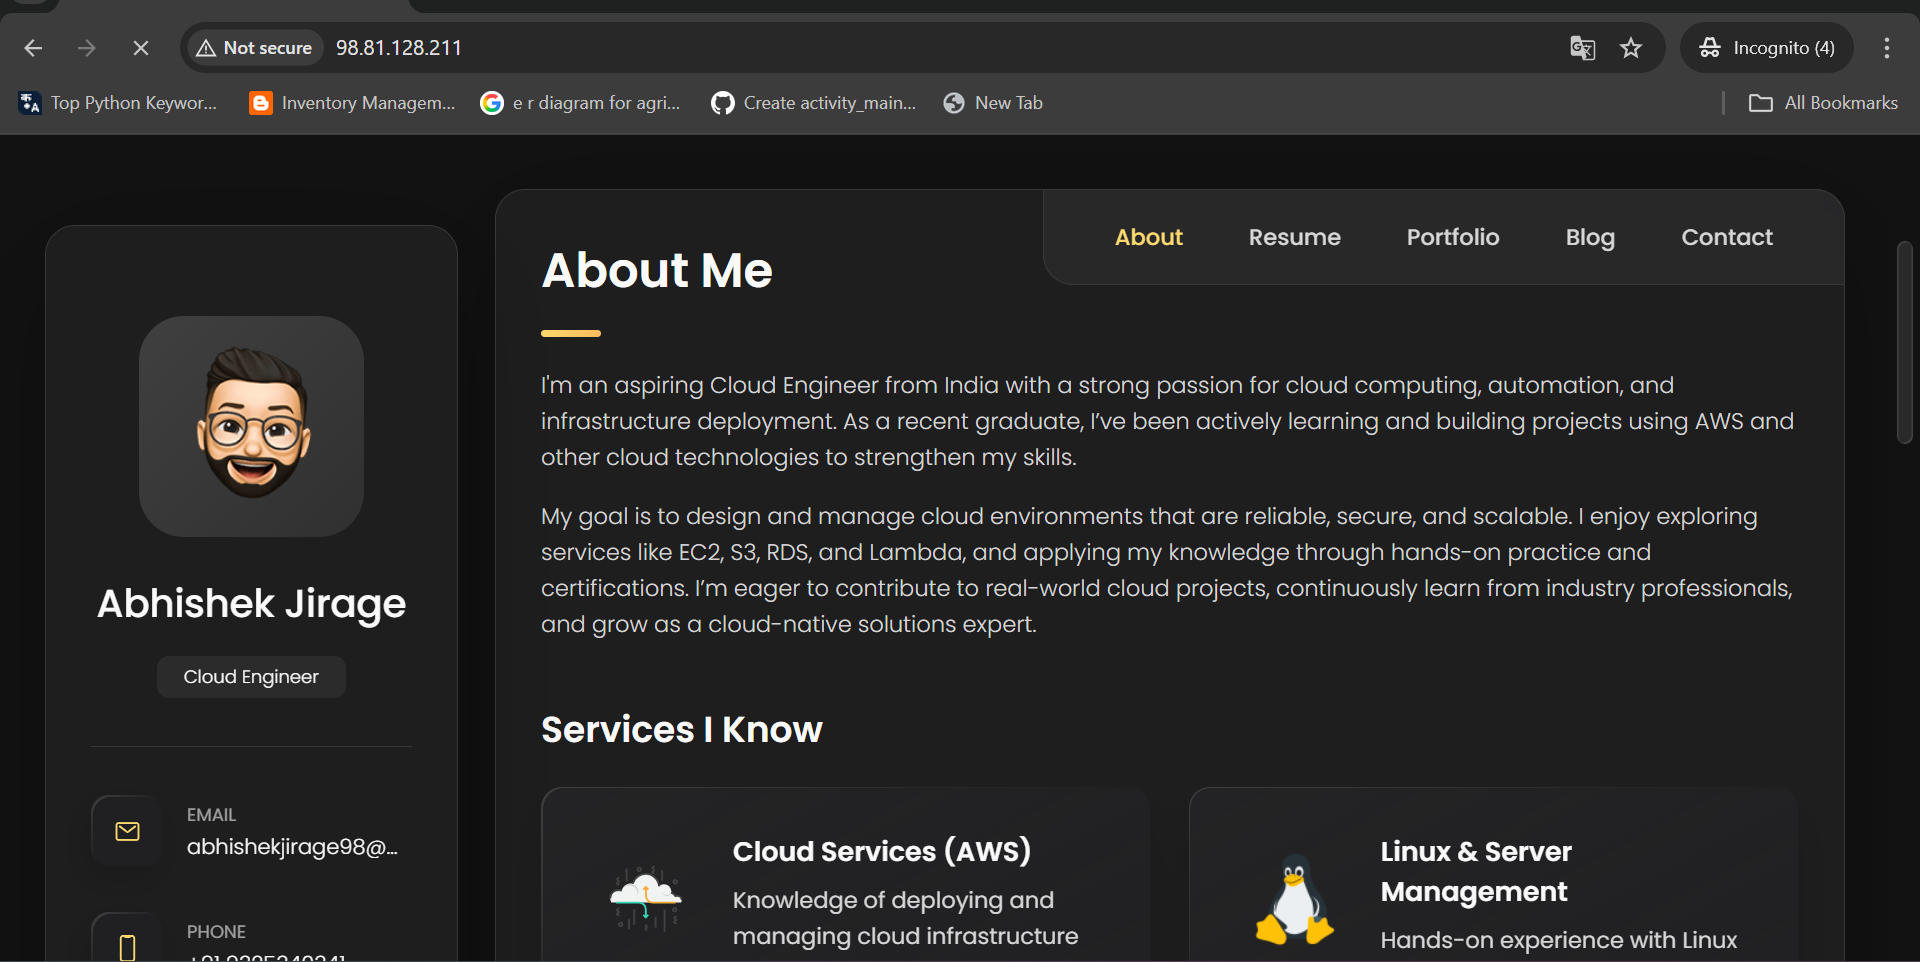 Not secure
98.81.128.211
Incognito (4)
Top Python Keywor...
Inventory Managem...
e r diagram for agri...
Create activity_main...
New Tab
All Bookmarks
Abhishek Jirage
Cloud Engineer
EMAIL
abhishekjirage98@...
PHONE
About
Resume
Portfolio
Blog
Contact
About Me
I'm an aspiring Cloud Engineer from India with a strong passion for cloud computing, automation, and
infrastructure deployment. As a recent graduate, I’ve been actively learning and building projects using AWS and
other cloud technologies to strengthen my skills.
My goal is to design and manage cloud environments that are reliable, secure, and scalable. I enjoy exploring
services like EC2, S3, RDS, and Lambda, and applying my knowledge through hands-on practice and
certifications. I’m eager to contribute to real-world cloud projects, continuously learn from industry professionals,
and grow as a cloud-native solutions expert.
Services I Know
Cloud Services (AWS)
Knowledge of deploying and
managing cloud infrastructure
Linux & Server
Management
Hands-on experience with Linux